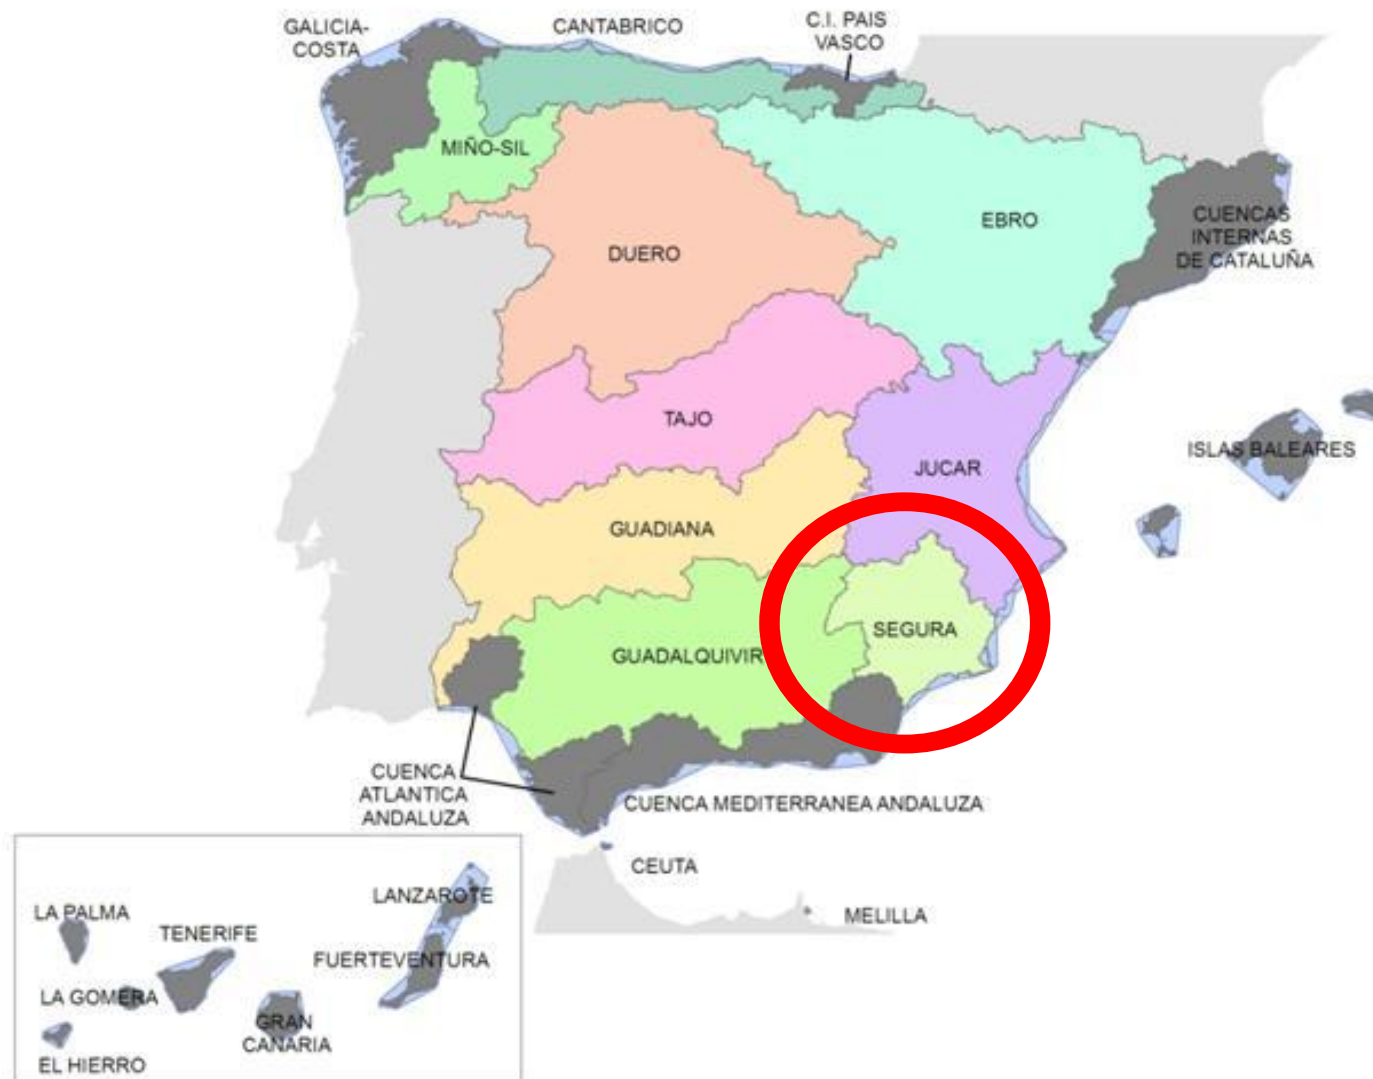 GALICIA-
COSTA
CANTABRICO
C.I. PAIS
VASCO
MIÑO-SIL
DUERO
EBRO
CUENCAS
INTERNAS
DE CATALUÑA
TAJO
JUCAR
ISLAS BALEARES
GUADIANA
SEGURA
GUADALQUIVIR
CUENCA
ATLANTICA
ANDALUZA
CUENCA MEDITERRANEA ANDALUZA
CEUTA
MELILLA
LANZAROTE
LA PALMA
TENERIFE
FUERTEVENTURA
LA GOMERA
GRAN
CANARIA
EL HIERRO